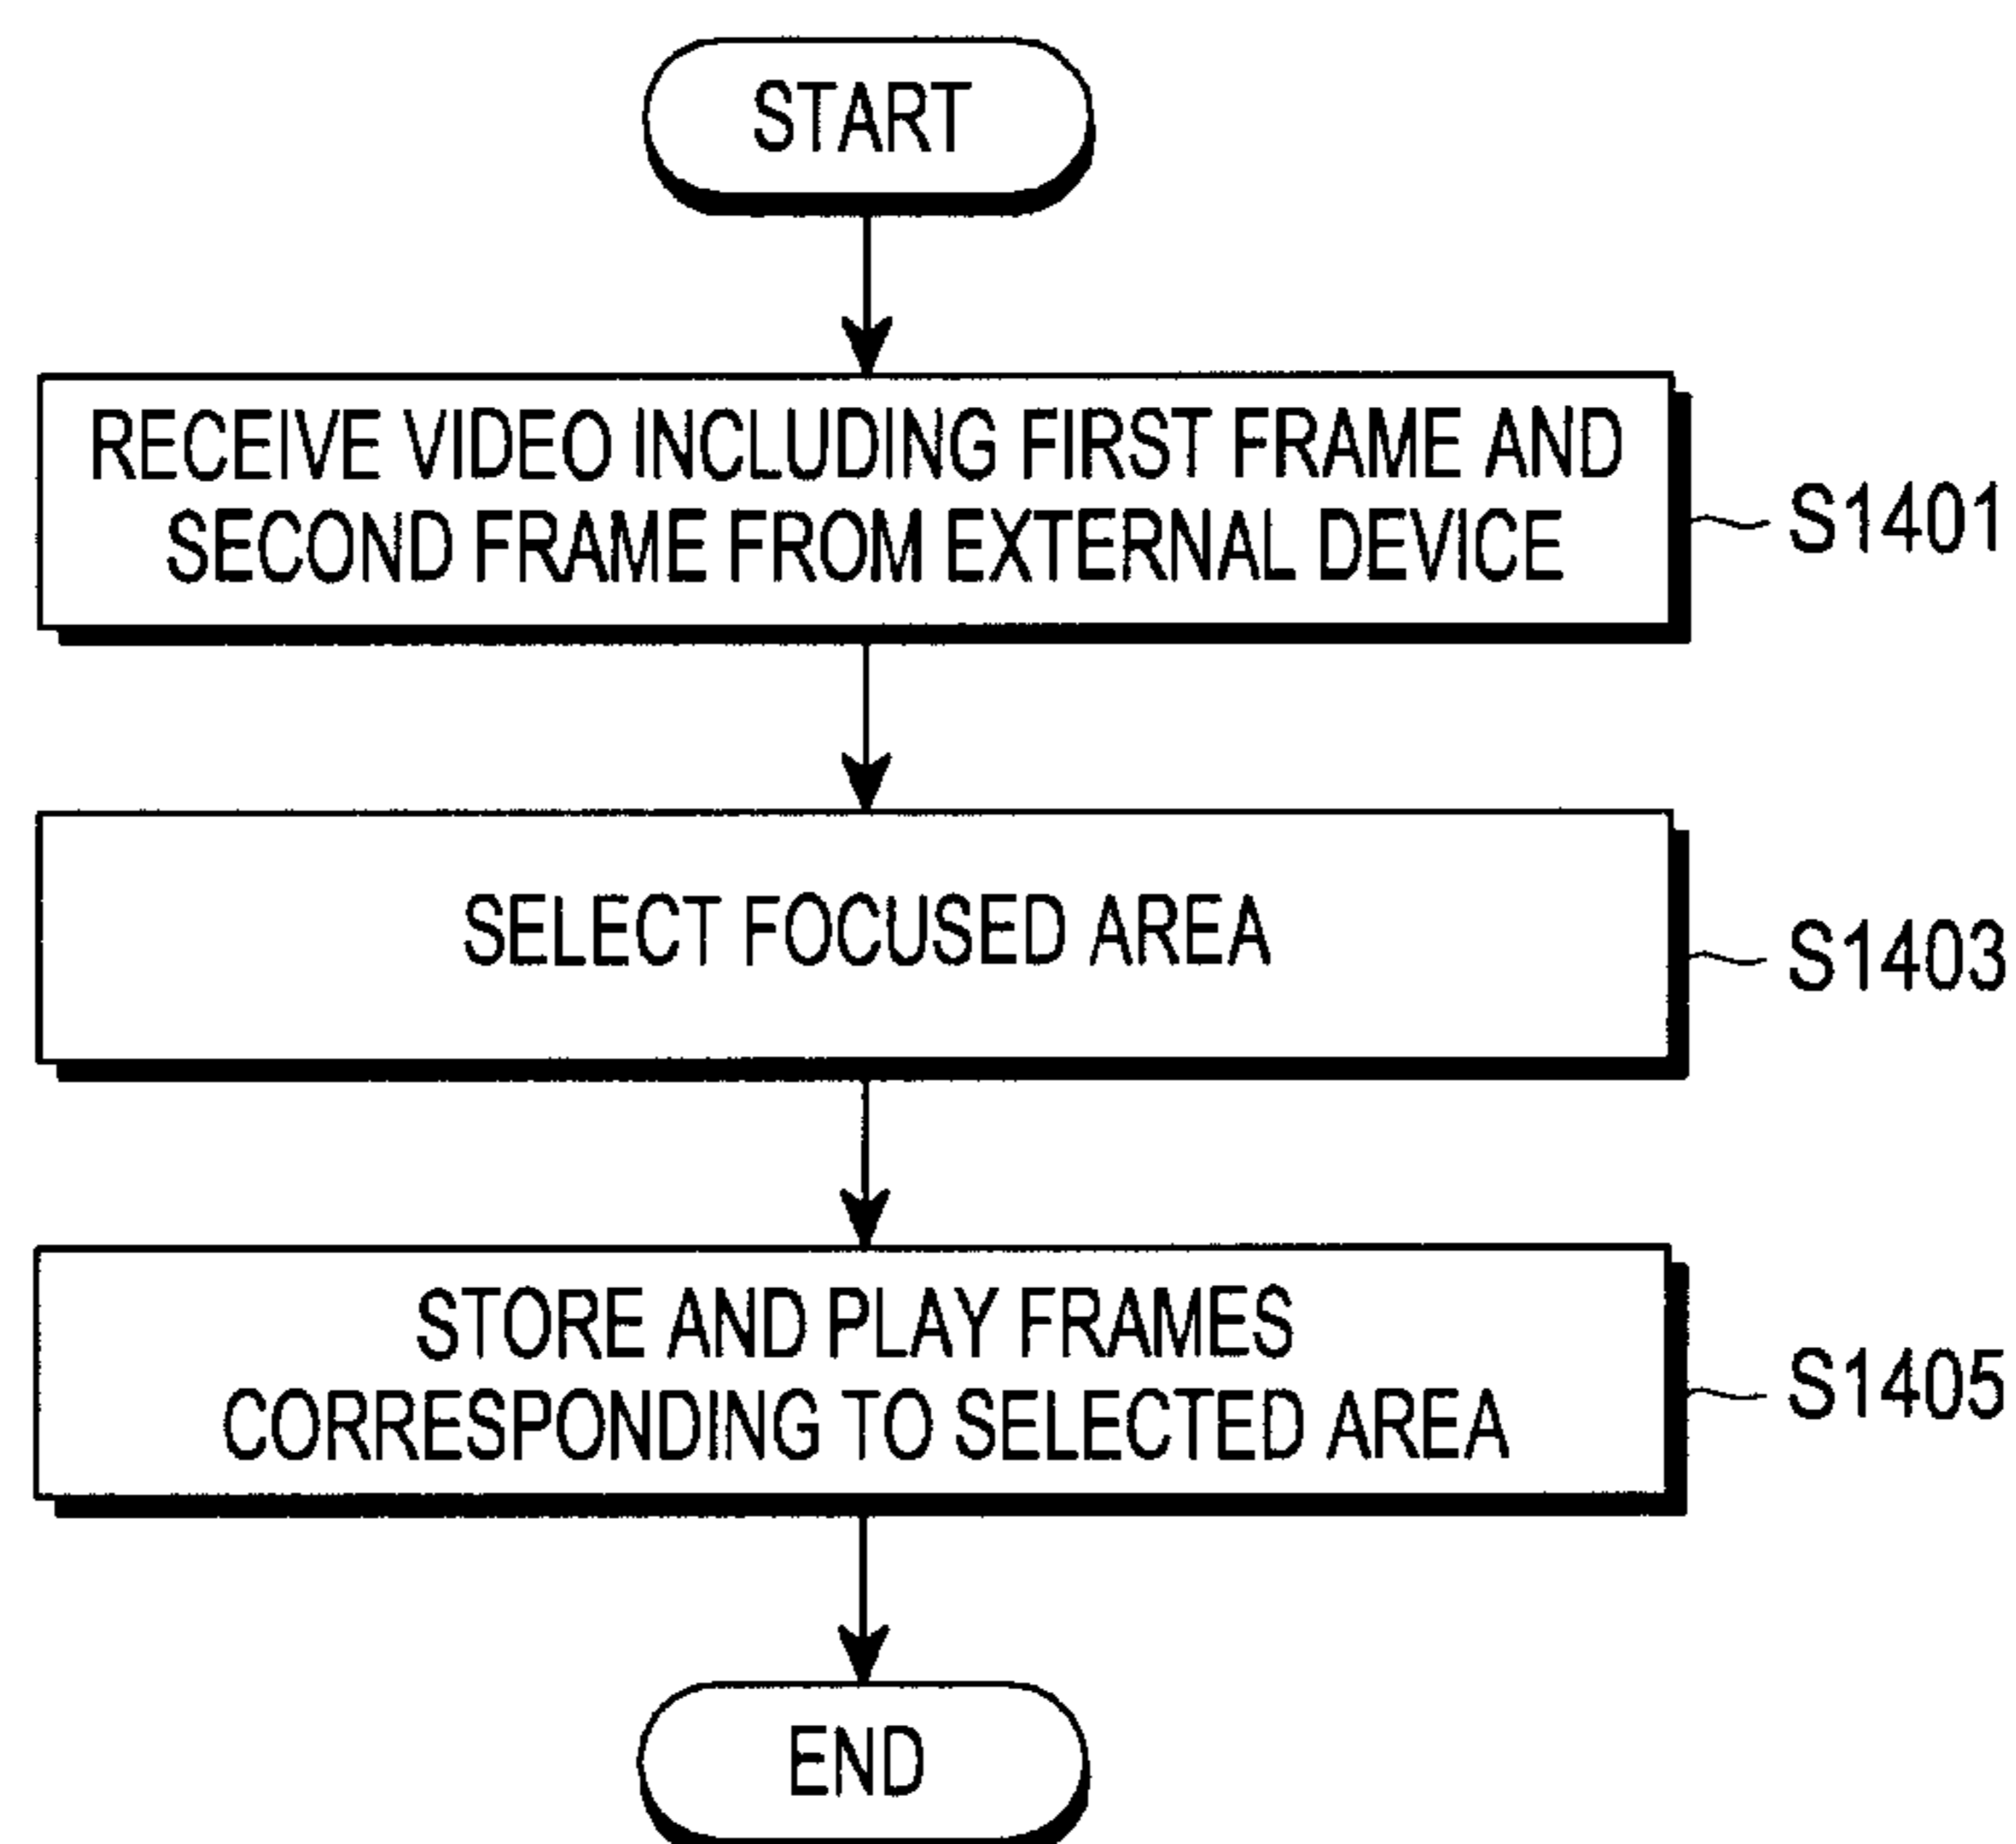 START
RECEIVE VIDEO INCLUDING FIRST FRAME AND
SECOND FRAME FROM EXTERNAL DEVICE
S1401
SELECT FOCUSED AREA
S1403
STORE AND PLAY FRAMES
CORRESPONDING TO SELECTED AREA
S1405
END